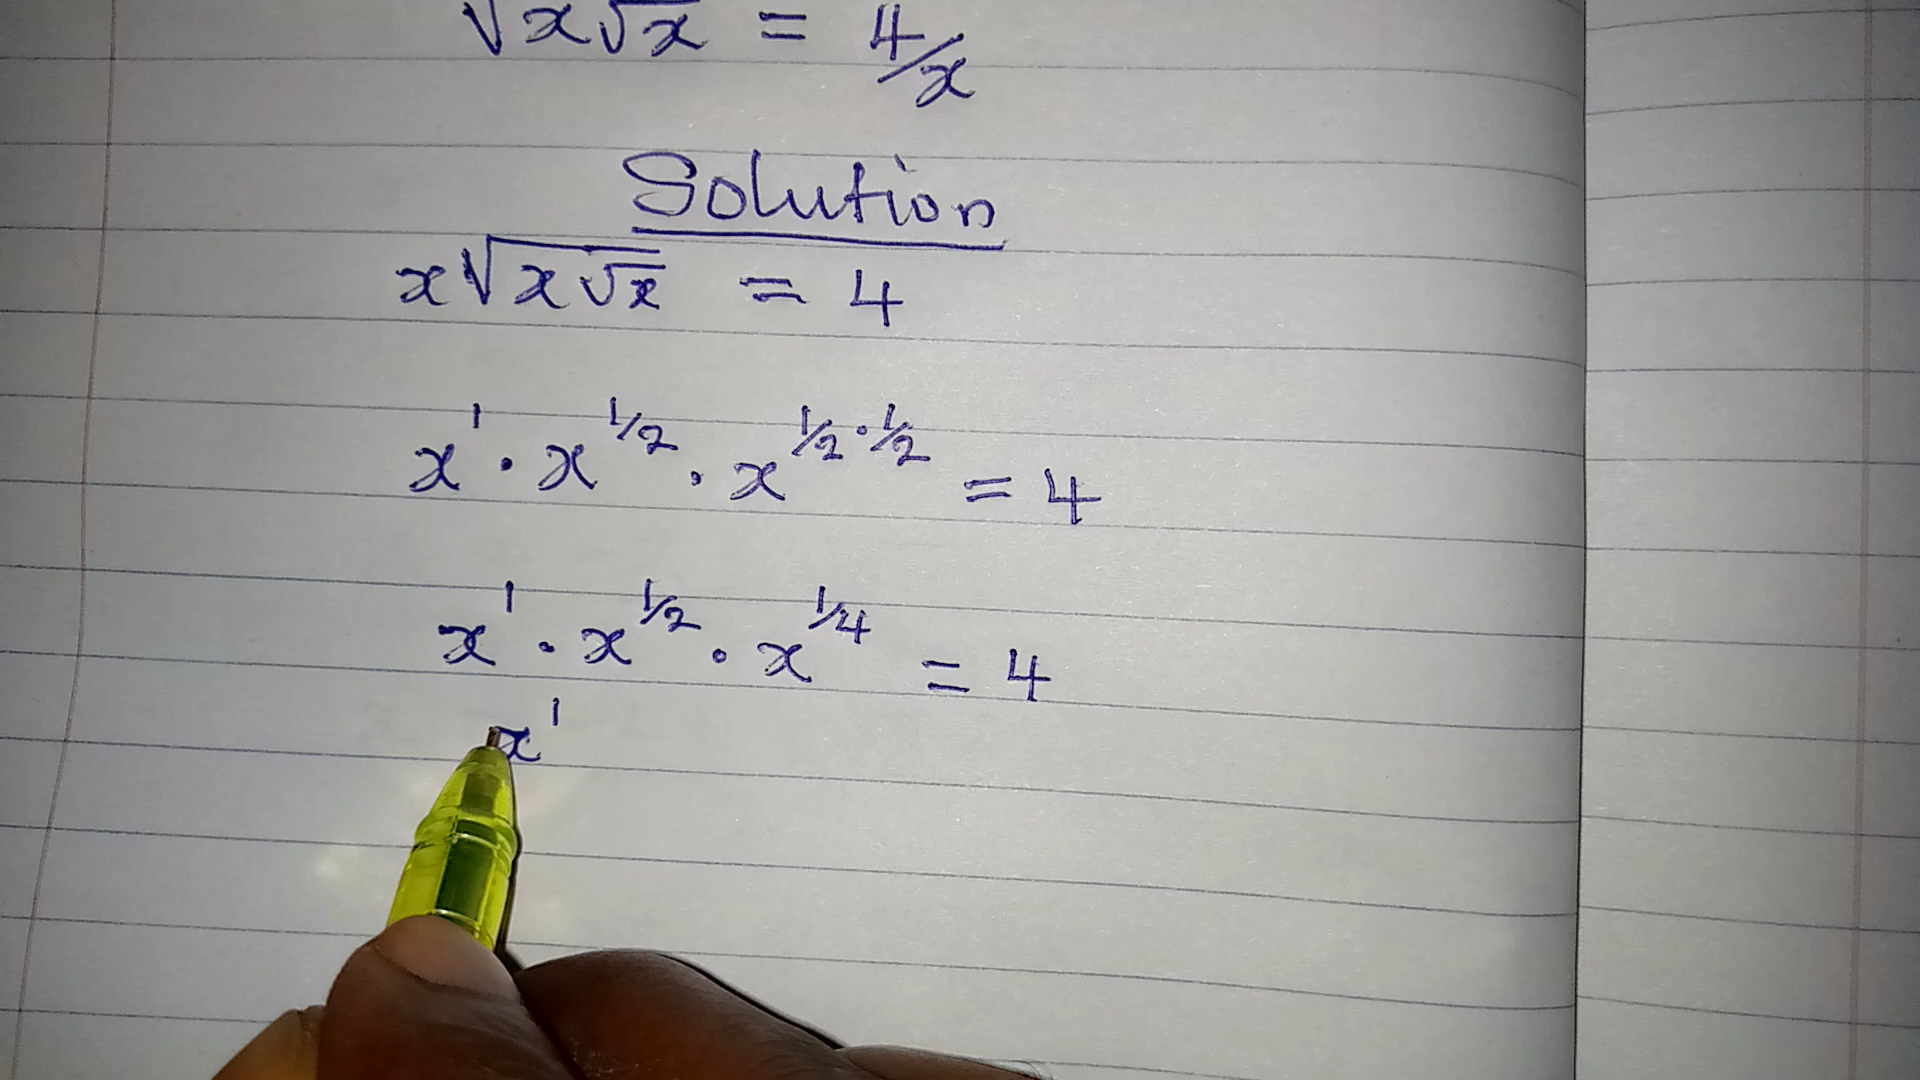 √x√x = 4/x
Solution
x√x√x = 4
x¹ · x^1/2 · x^1/2·1/2 = 4
x¹ · x^1/2 · x^1/4 = 4
x¹